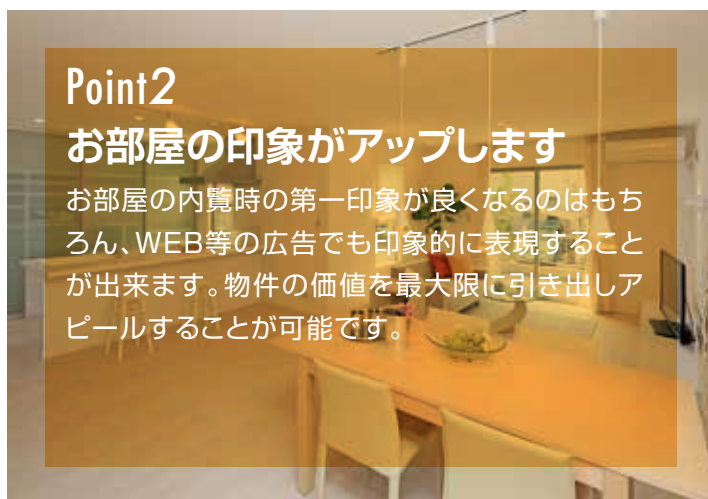 Point2
お部屋の印象がアップします
お部屋の内覧時の第一印象が良くなるのはもち
ろん、WEB等の広告でも印象的に表現すること
が出来ます。物件の価値を最大限に引き出しア
ピールすることが可能です。